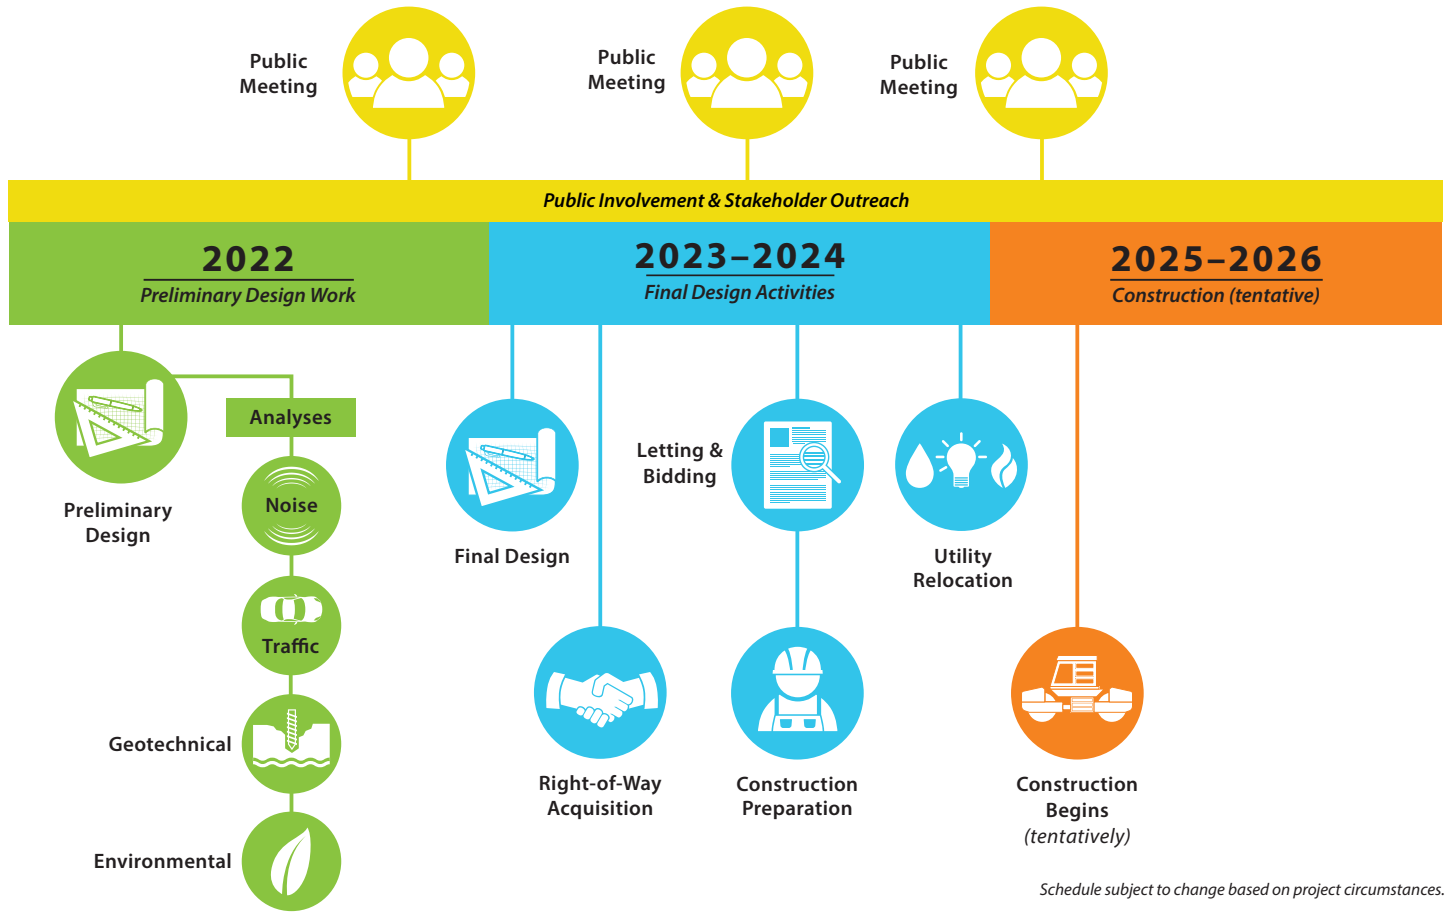 Public
Meeting
Public
Meeting
Public
Meeting
Public Involvement & Stakeholder Outreach
2022
Preliminary Design Work
2023–2024
Final Design Activities
2025–2026
Construction (tentative)
Preliminary
Design
Analyses
Noise
Traffic
Geotechnical
Environmental
Final Design
Right-of-Way
Acquisition
Letting &
Bidding
Construction
Preparation
Utility
Relocation
Construction
Begins
(tentatively)
Schedule subject to change based on project circumstances.